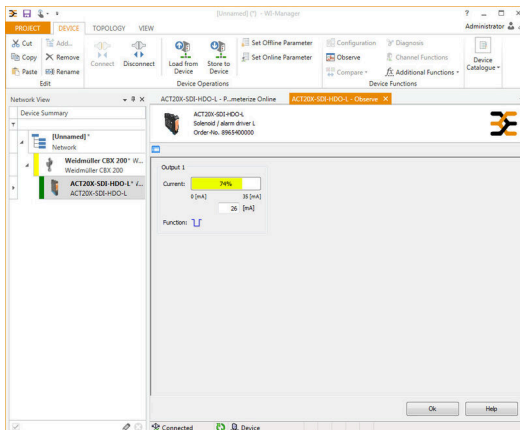 [Unnamed] (*) - WI-Manager
PROJECT DEVICE TOPOLOGY VIEW
Administrator
Cut
Copy
Paste
Add...
Remove
Rename
Edit
Connect
Disconnect
Load from Device
Store to Device
Device Operations
Set Offline Parameter
Set Online Parameter
Configuration
Observe
Compare
Diagnosis
Channel Functions
Additional Functions
Device Functions
Device Catalogue
Network View
Device Summary
[Unnamed]*
Network
Weidmüller CBX 200* W...
Weidmüller CBX 200
ACT20X-SDI-HDO-L* /...
ACT20X-SDI-HDO-L
ACT20X-SDI-HDO-L - P...meterize Online
ACT20X-SDI-HDO-L - Observe
ACT20X-SDI-HDO-L
Solenoid / alarm driver L
Order-No. 8965400000
Output 1
Current: 74%
0 [mA] 35 [mA]
26 [mA]
Function:
Ok Help
Connected Device